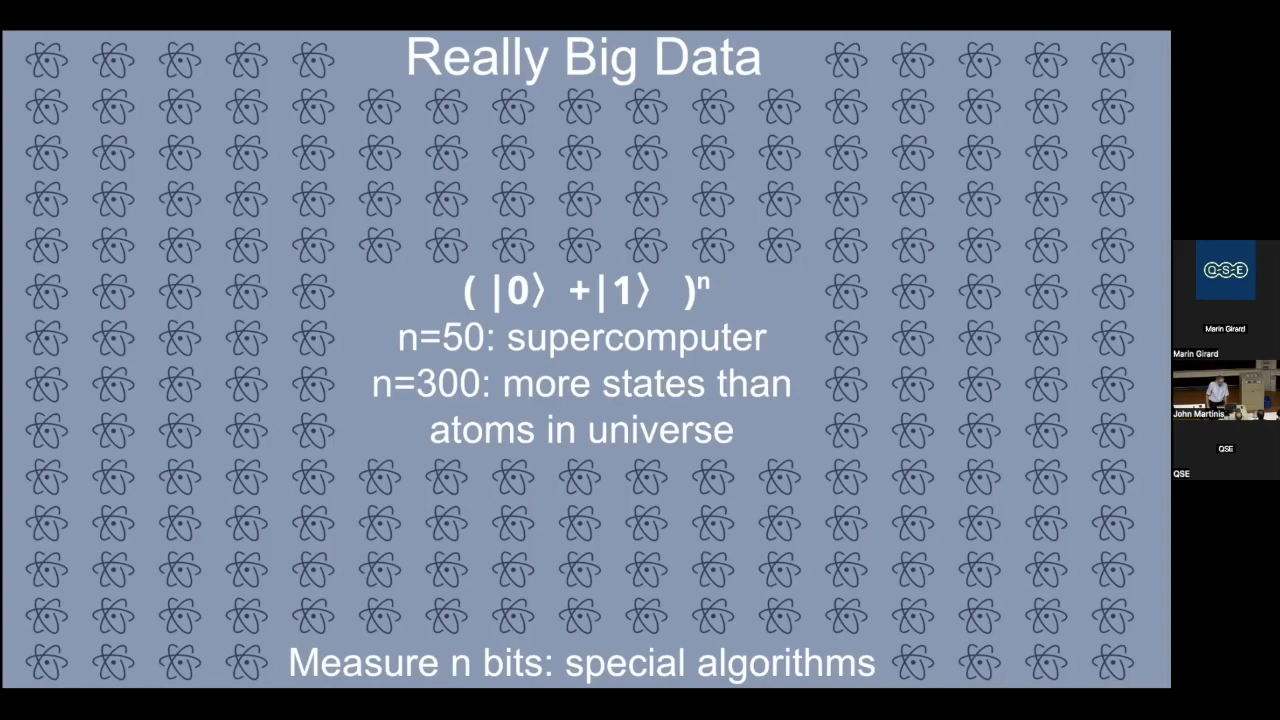 Really Big Data
( |0〉 +|1〉 )ⁿ
n=50: supercomputer
n=300: more states than
atoms in universe
Measure n bits: special algorithms
QSE
Marin Girard
Marin Girard
John Martinis
QSE
QSE